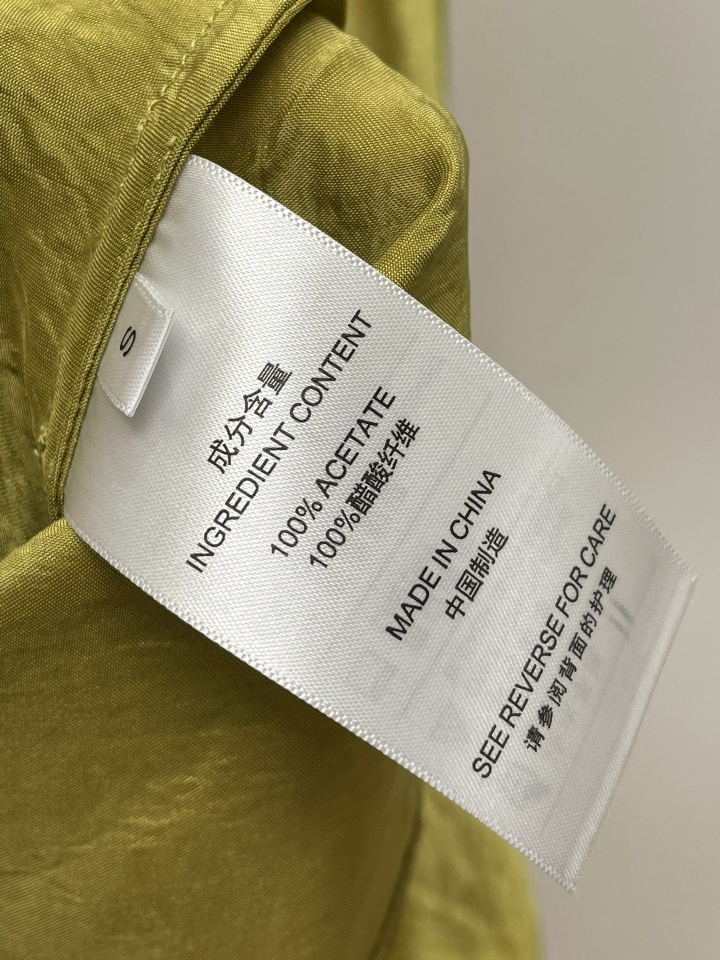 S
成分含量
INGREDIENT CONTENT
100% ACETATE
100%醋酸纤维
MADE IN CHINA
中国制造
SEE REVERSE FOR CARE
请参阅背面的护理